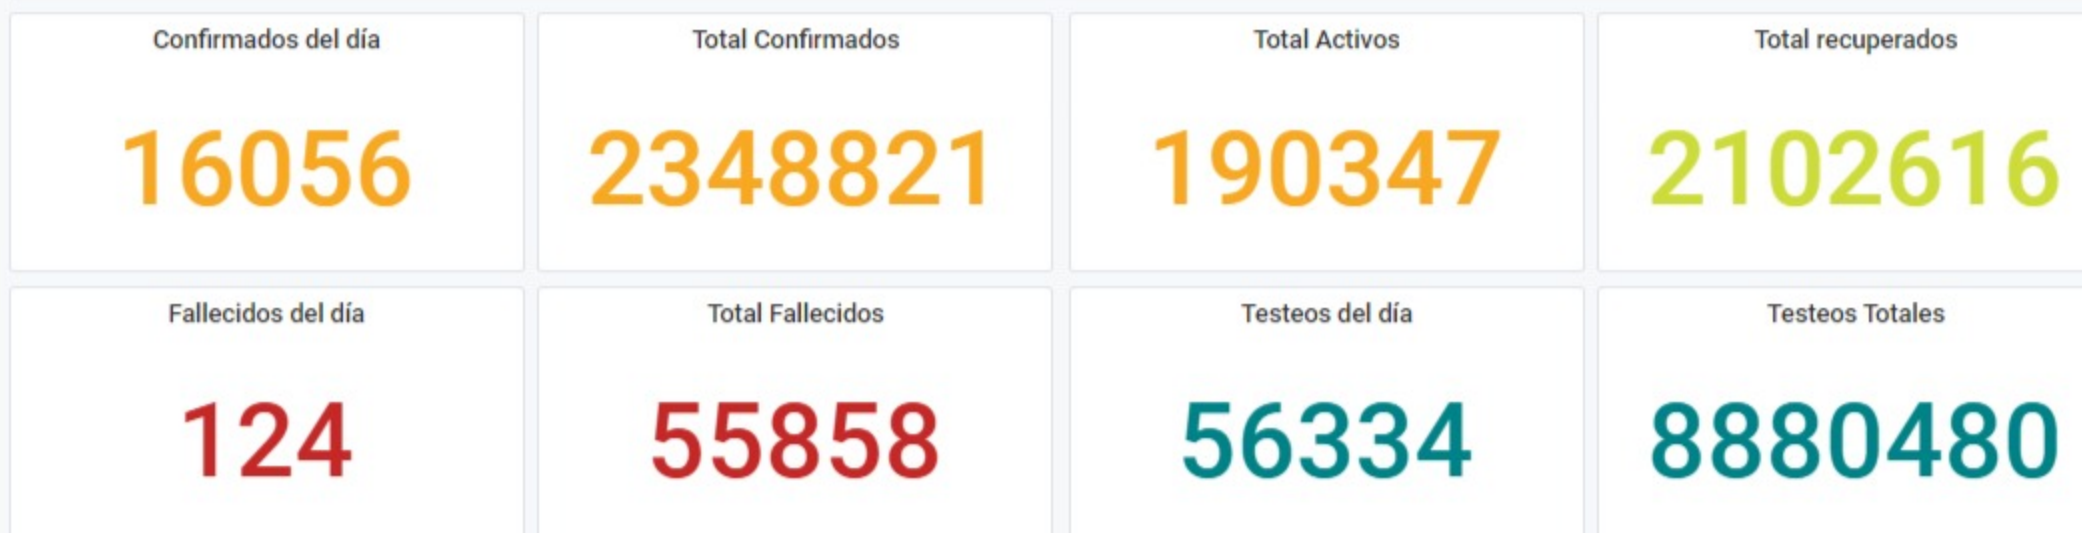 Confirmados del día
16056
Total Confirmados
2348821
Total Activos
190347
Total recuperados
2102616
Fallecidos del día
124
Total Fallecidos
55858
Testeos del día
56334
Testeos Totales
8880480